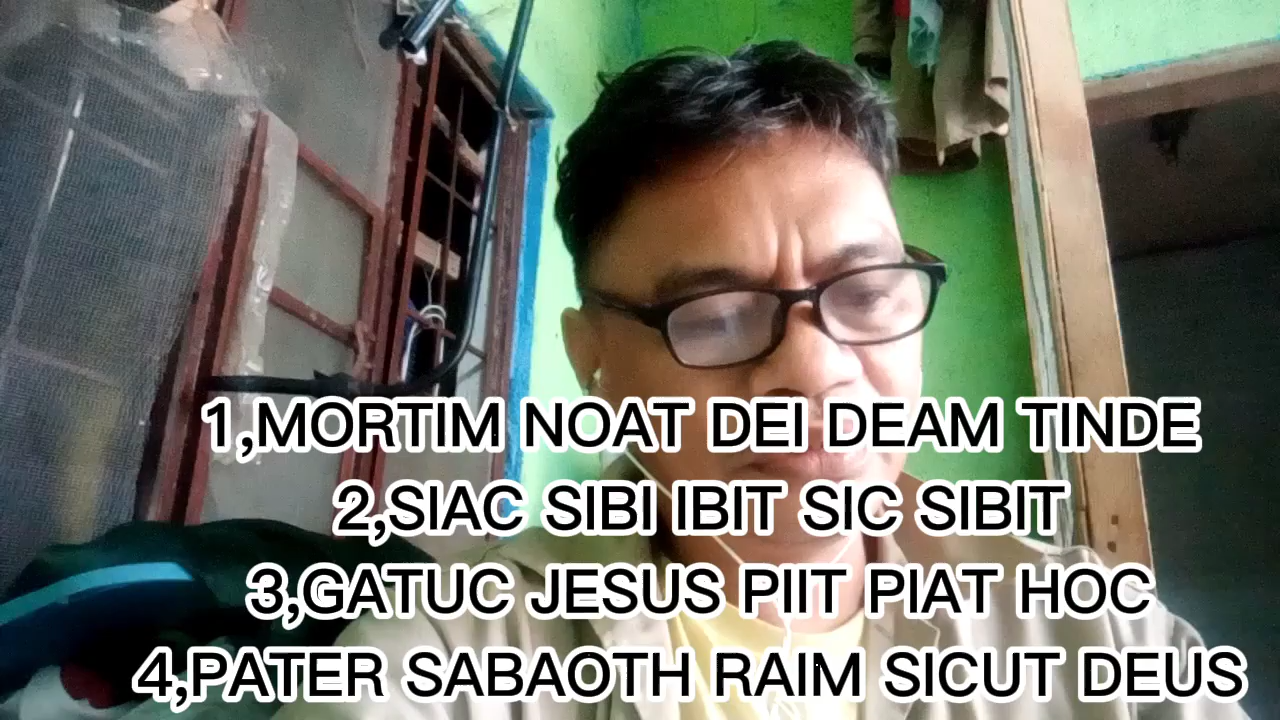 1,MORTIM NOAT DEI DEAM TINDE
2,SIAC SIBI IBIT SIC SIBIT
3,GATUC JESUS PIIT PIAT HOC
4,PATER SABAOTH RAIM SICUT DEUS